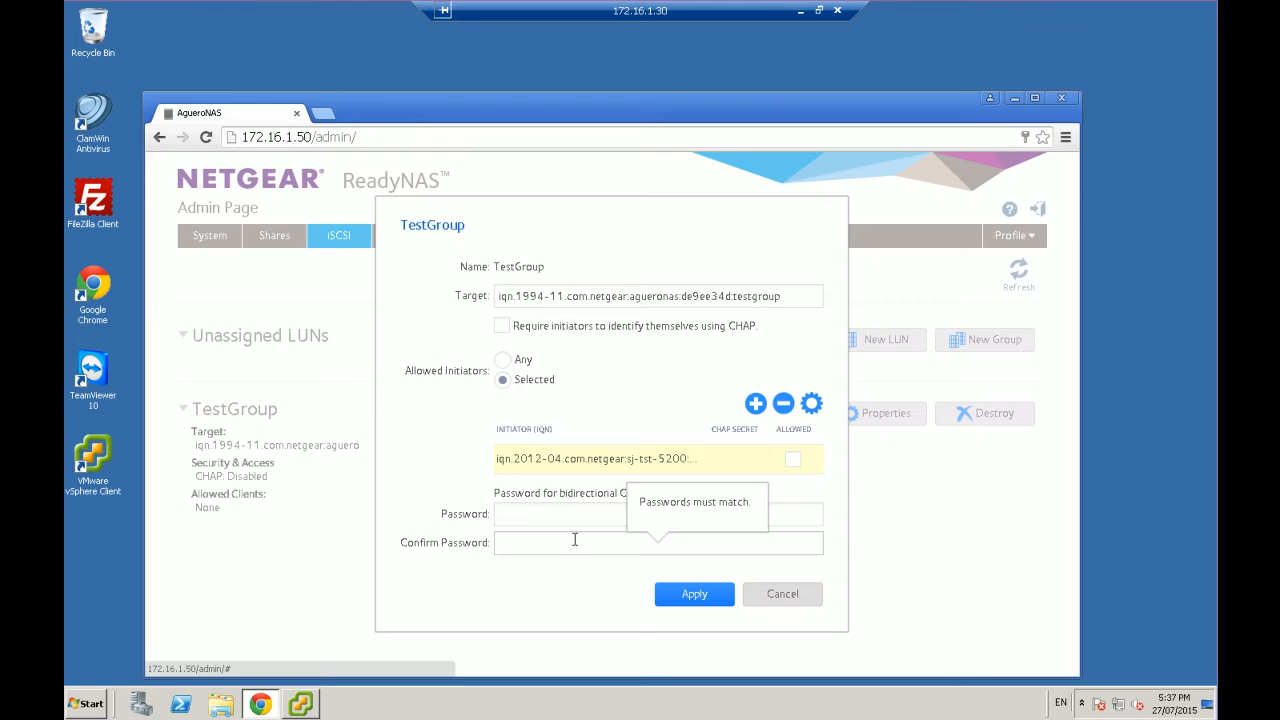 172.16.1.30
Recycle Bin
ClamWin
Antivirus
FileZilla Client
Google
Chrome
TeamViewer
10
VMware
vSphere Client
AgueroNAS
172.16.1.50/admin/
NETGEAR® ReadyNAS™
Admin Page
System
Shares
iSCSI
Profile
Refresh
Unassigned LUNs
New LUN
New Group
TestGroup
Properties
Destroy
Target:
iqn.1994-11.com.netgear:aguero
Security & Access
CHAP: Disabled
Allowed Clients:
None
TestGroup
Name: TestGroup
Target: iqn.1994-11.com.netgear:agueronas:de9ee34d:testgroup
Require initiators to identify themselves using CHAP.
Allowed Initiators:
Any
Selected
INITIATOR (IQN) CHAP SECRET ALLOWED
iqn.2012-04.com.netgear:sj-tst-5200:...
Password for bidirectional C
Passwords must match.
Password:
Confirm Password:
Apply
Cancel
172.16.1.50/admin/#
Start
EN
5:37 PM
27/07/2015